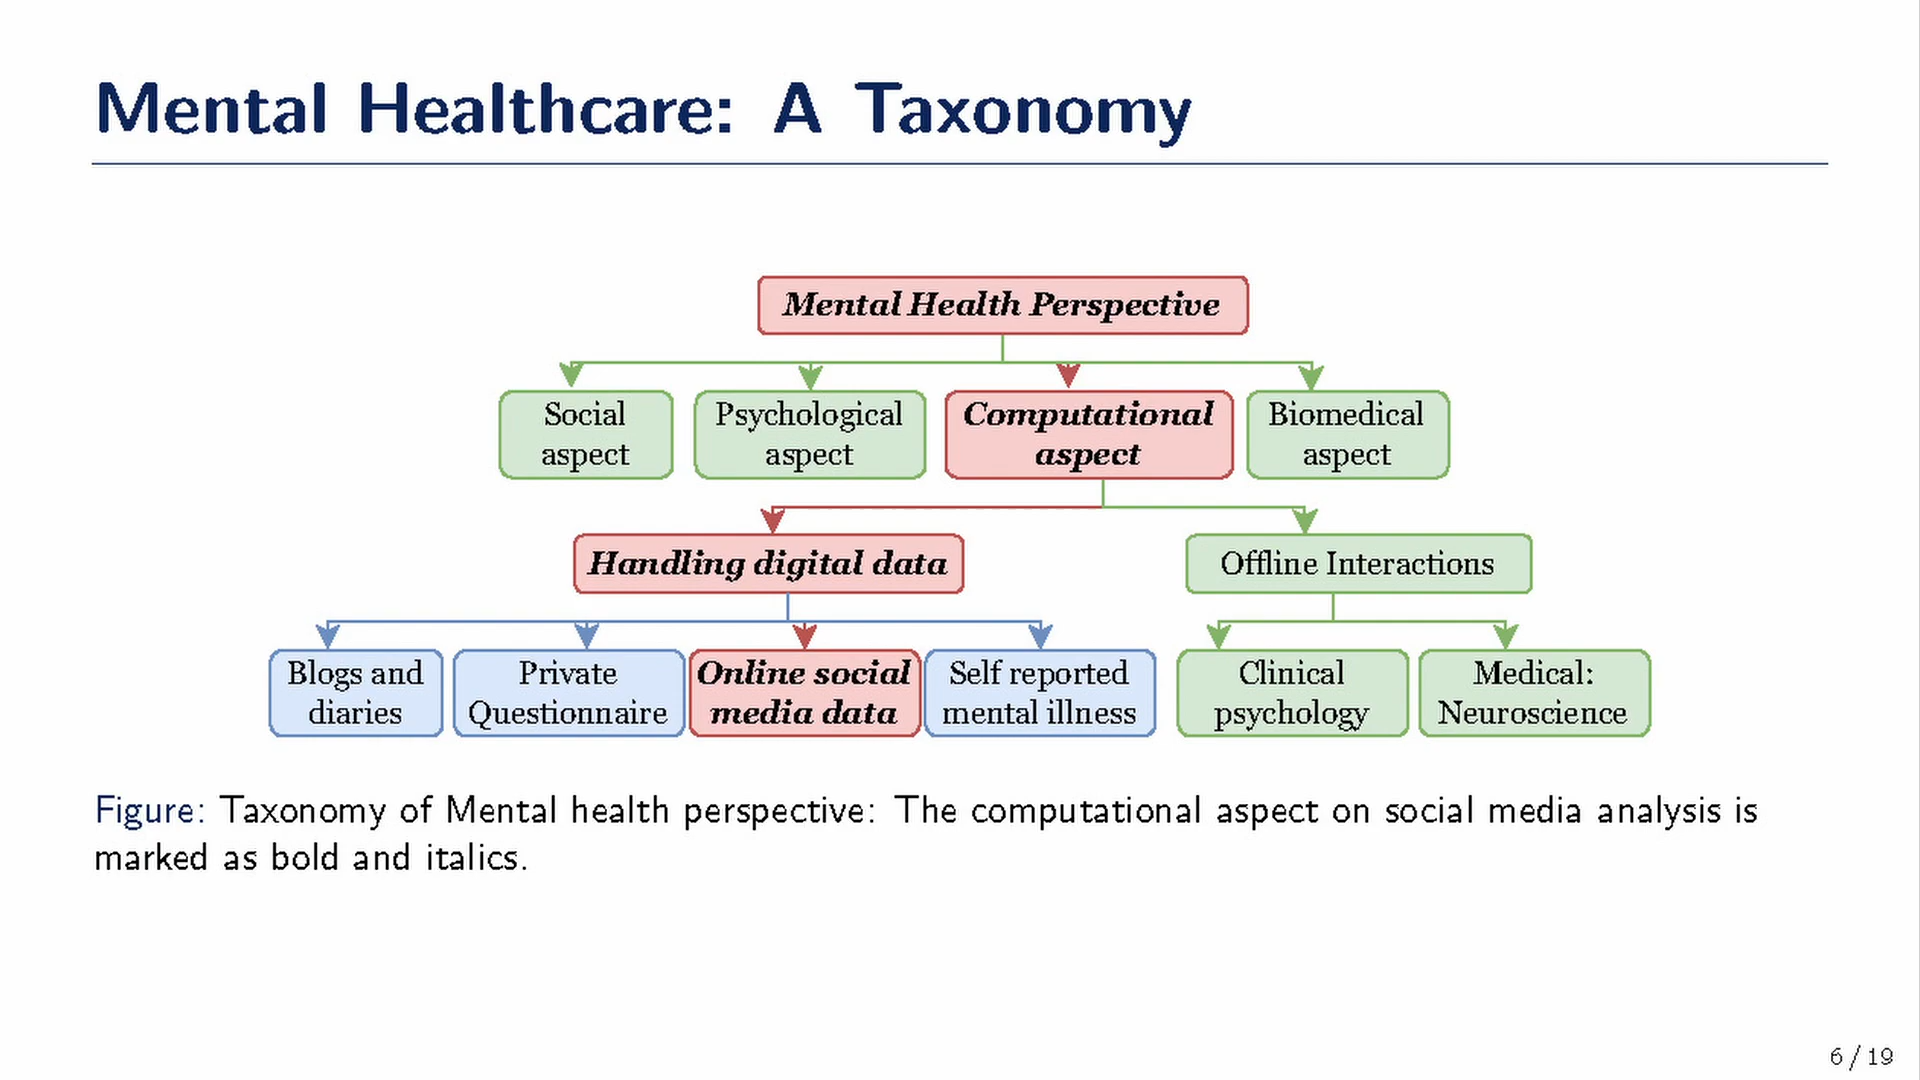 Mental Healthcare: A Taxonomy
Mental Health Perspective
Social
aspect
Psychological
aspect
Computational
aspect
Biomedical
aspect
Handling digital data
Offline Interactions
Blogs and
diaries
Private
Questionnaire
Online social
media data
Self reported
mental illness
Clinical
psychology
Medical:
Neuroscience
Figure: Taxonomy of Mental health perspective: The computational aspect on social media analysis is
marked as bold and italics.
6 / 19